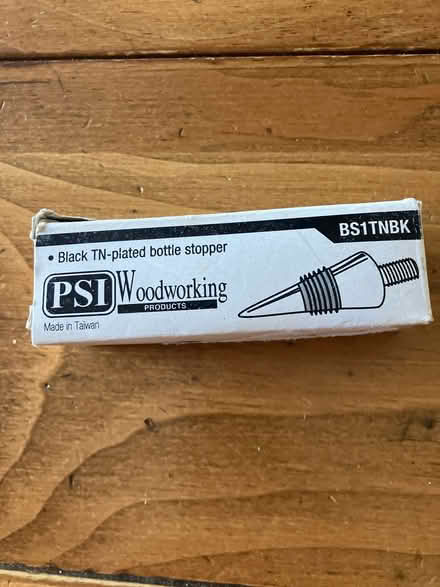 BS1TNBK
• Black TN-plated bottle stopper
PSI Woodworking
PRODUCTS
Made in Taiwan